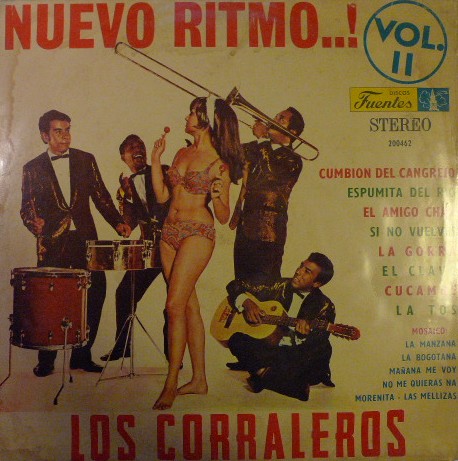 NUEVO RITMO..!
VOL.
II
DISCOS
Fuentes
STEREO
200462
CUMBION DEL CANGREJO
ESPUMITA DEL RIO
EL AMIGO
SI NO VUELVES
LA GORRA
EL
LA TOS
MOSAICO:
LA MANZANA
LA BOGOTANA
MAÑANA ME VOY
NO ME QUIERAS NA
MORENITA - LAS MELLIZAS
LOS CORRALEROS